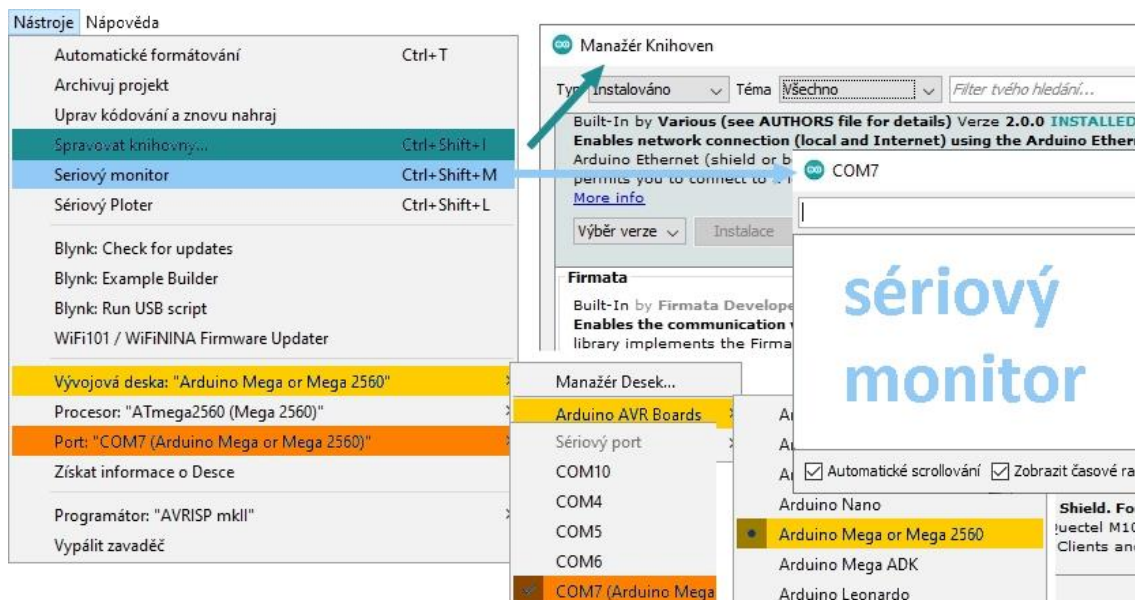 Nástroje Nápověda
Automatické formátování Ctrl+T
Archivuj projekt
Uprav kódování a znovu nahraj
Spravovat knihovny... Ctrl+Shift+I
Seriový monitor Ctrl+Shift+M
Sériový Ploter Ctrl+Shift+L
Blynk: Check for updates
Blynk: Example Builder
Blynk: Run USB script
WiFi101 / WiFiNINA Firmware Updater
Vývojová deska: "Arduino Mega or Mega 2560"
Procesor: "ATmega2560 (Mega 2560)"
Port: "COM7 (Arduino Mega or Mega 2560)"
Získat informace o Desce
Programátor: "AVRISP mkII"
Vypálit zavaděč
Manažér Knihoven
Typ Instalováno Téma Všechno Filter tvého hledání...
Built-In by Various (see AUTHORS file for details) Verze 2.0.0 INSTALLED
Enables network connection (local and Internet) using the Arduino Ether
Arduino Ethernet (shield or b
permits you to connect to
More info
Výběr verze Instalace
Firmata
Built-In by Firmata Develope
Enables the communication
library implements the Firma
COM7
sériový
monitor
Automatické scrollování Zobrazit časové ra
Manažér Desek...
Arduino AVR Boards
Sériový port
COM10
COM4
COM5
COM6
COM7 (Arduino Mega
Arduino Nano
Arduino Mega or Mega 2560
Arduino Mega ADK
Arduino Leonardo
Shield. Fo
uectel M10
Clients an